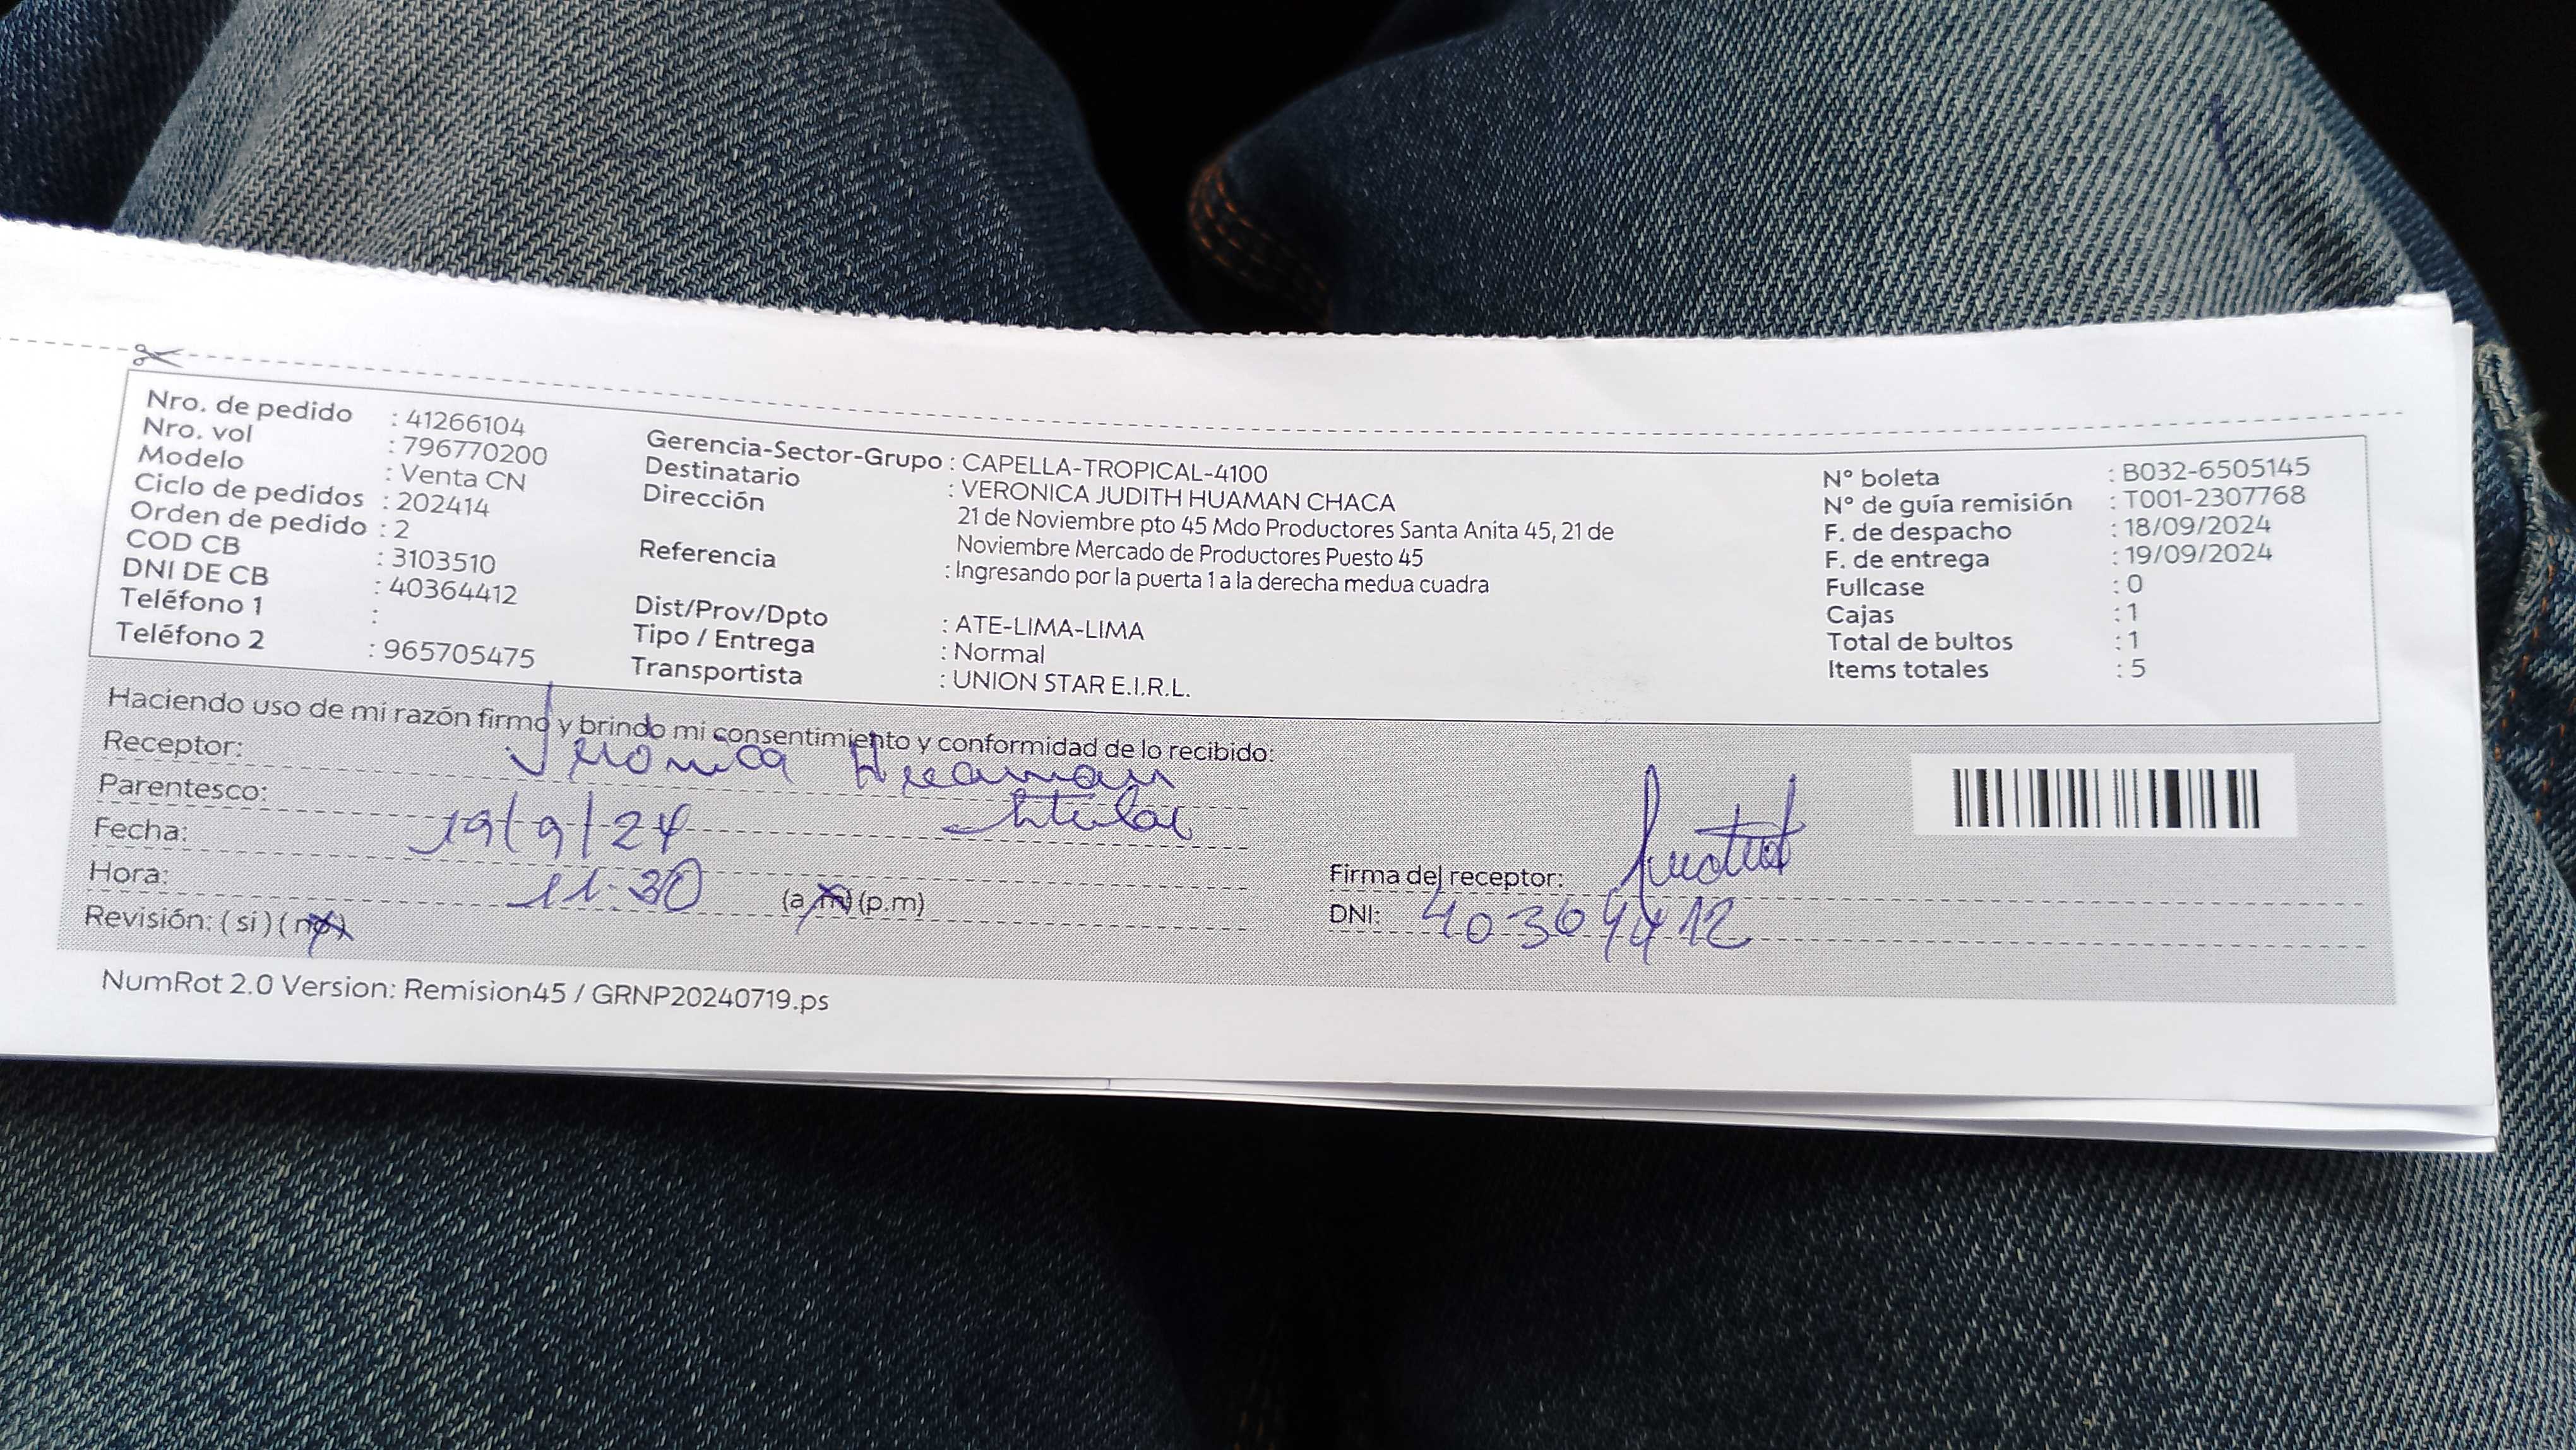 Nro. de pedido : 41266104
Nro. vol : 796770200
Modelo : Venta CN
Ciclo de pedidos : 202414
Orden de pedido : 2
COD CB : 3103510
DNI DE CB : 40364412
Teléfono 1 :
Teléfono 2 : 965705475
Gerencia-Sector-Grupo : CAPELLA-TROPICAL-4100
Destinatario : VERONICA JUDITH HUAMAN CHACA
Dirección 21 de Noviembre pto 45 Mdo Productores Santa Anita 45, 21 de
Noviembre Mercado de Productores Puesto 45
Referencia : Ingresando por la puerta 1 a la derecha medua cuadra
Dist/Prov/Dpto : ATE-LIMA-LIMA
Tipo / Entrega : Normal
Transportista : UNION STAR E.I.R.L.
N° boleta : B032-6505145
N° de guía remisión : T001-2307768
F. de despacho : 18/09/2024
F. de entrega : 19/09/2024
Fullcase : 0
Cajas : 1
Total de bultos : 1
Items totales : 5
Haciendo uso de mi razón firmo y brindo mi consentimiento y conformidad de lo recibido:
Receptor: Veronica Huaman
Parentesco: titular
Fecha: 19/9/24
Hora: 11:30 (a.m) (p.m)
Revisión: ( si ) ( no )
Firma del receptor:
DNI: 40364412
NumRot 2.0 Version: Remision45 / GRNP20240719.ps